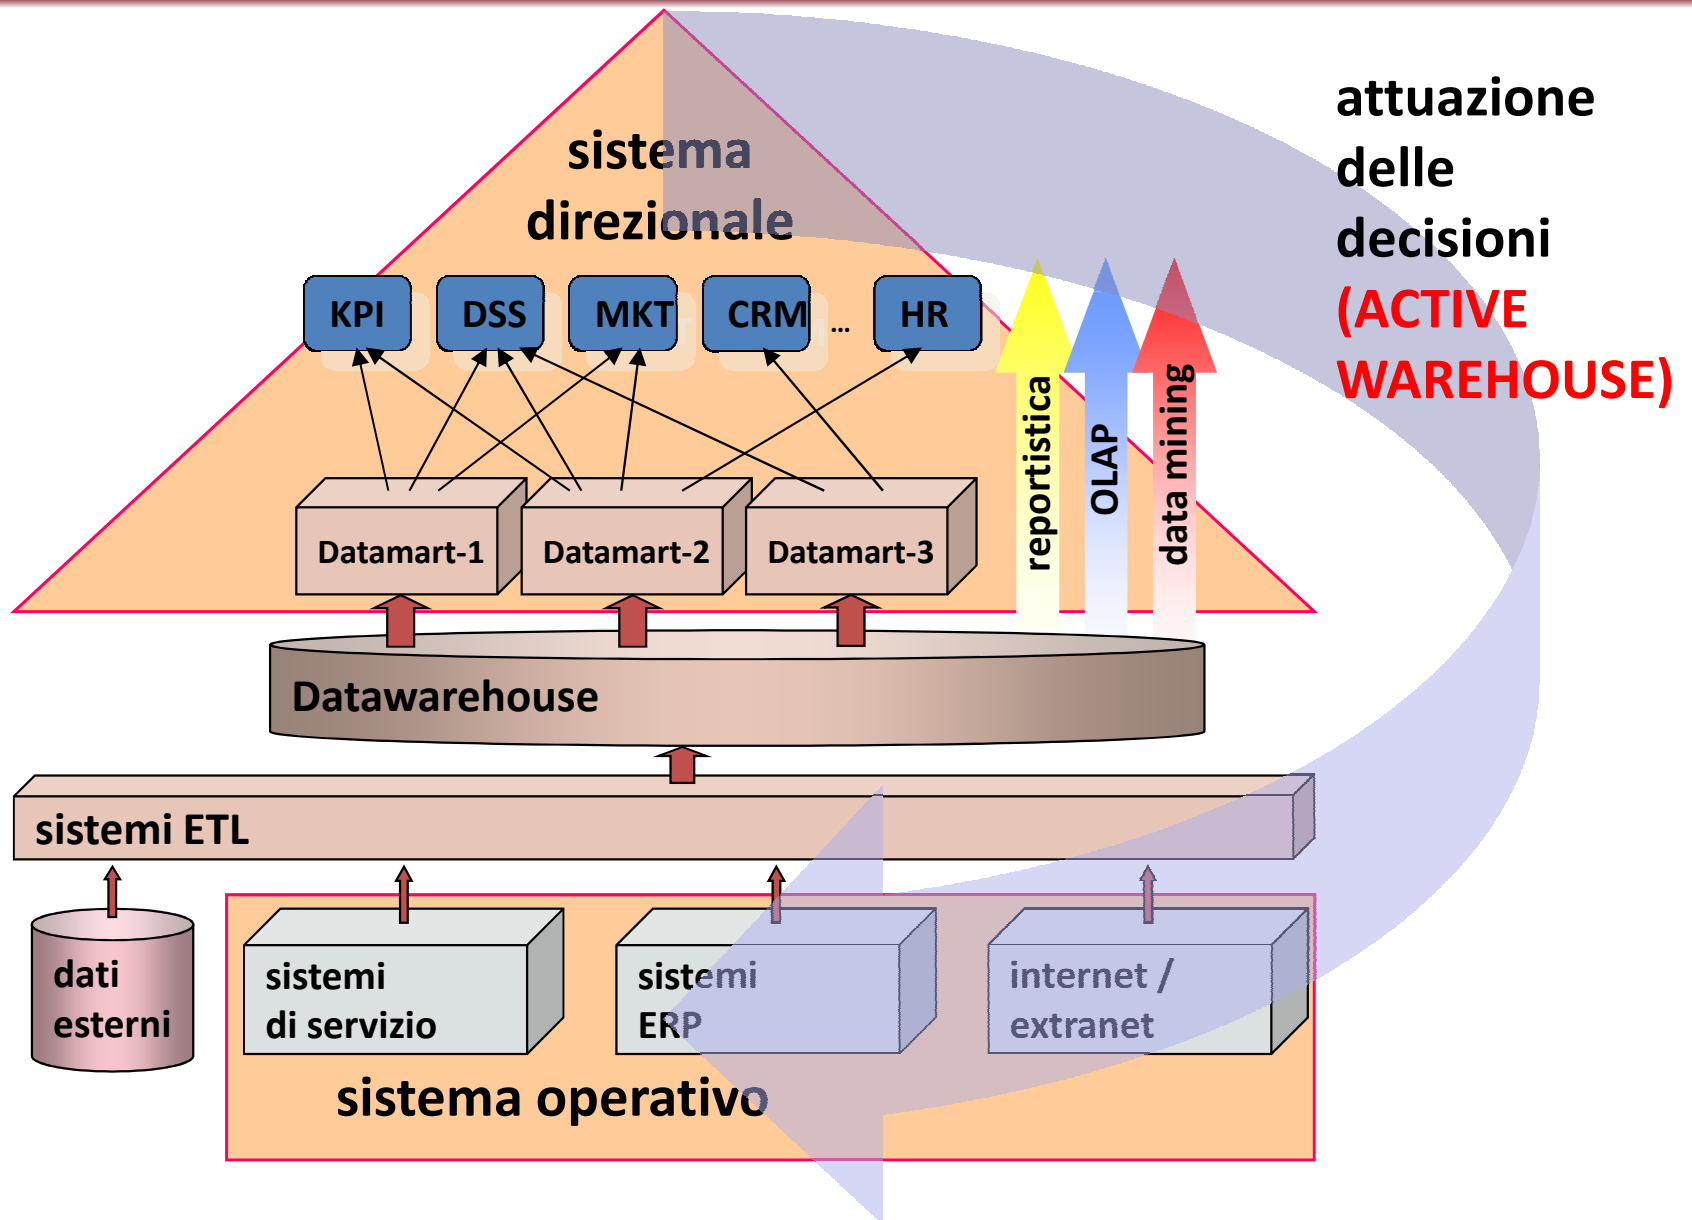 attuazione
delle
decisioni
(ACTIVE
WAREHOUSE)
sistema
direzionale
KPI
DSS
MKT
CRM
...
HR
reportistica
OLAP
data mining
Datamart-1
Datamart-2
Datamart-3
Datawarehouse
sistemi ETL
dati
esterni
sistemi
di servizio
sistemi
ERP
internet /
extranet
sistema operativo